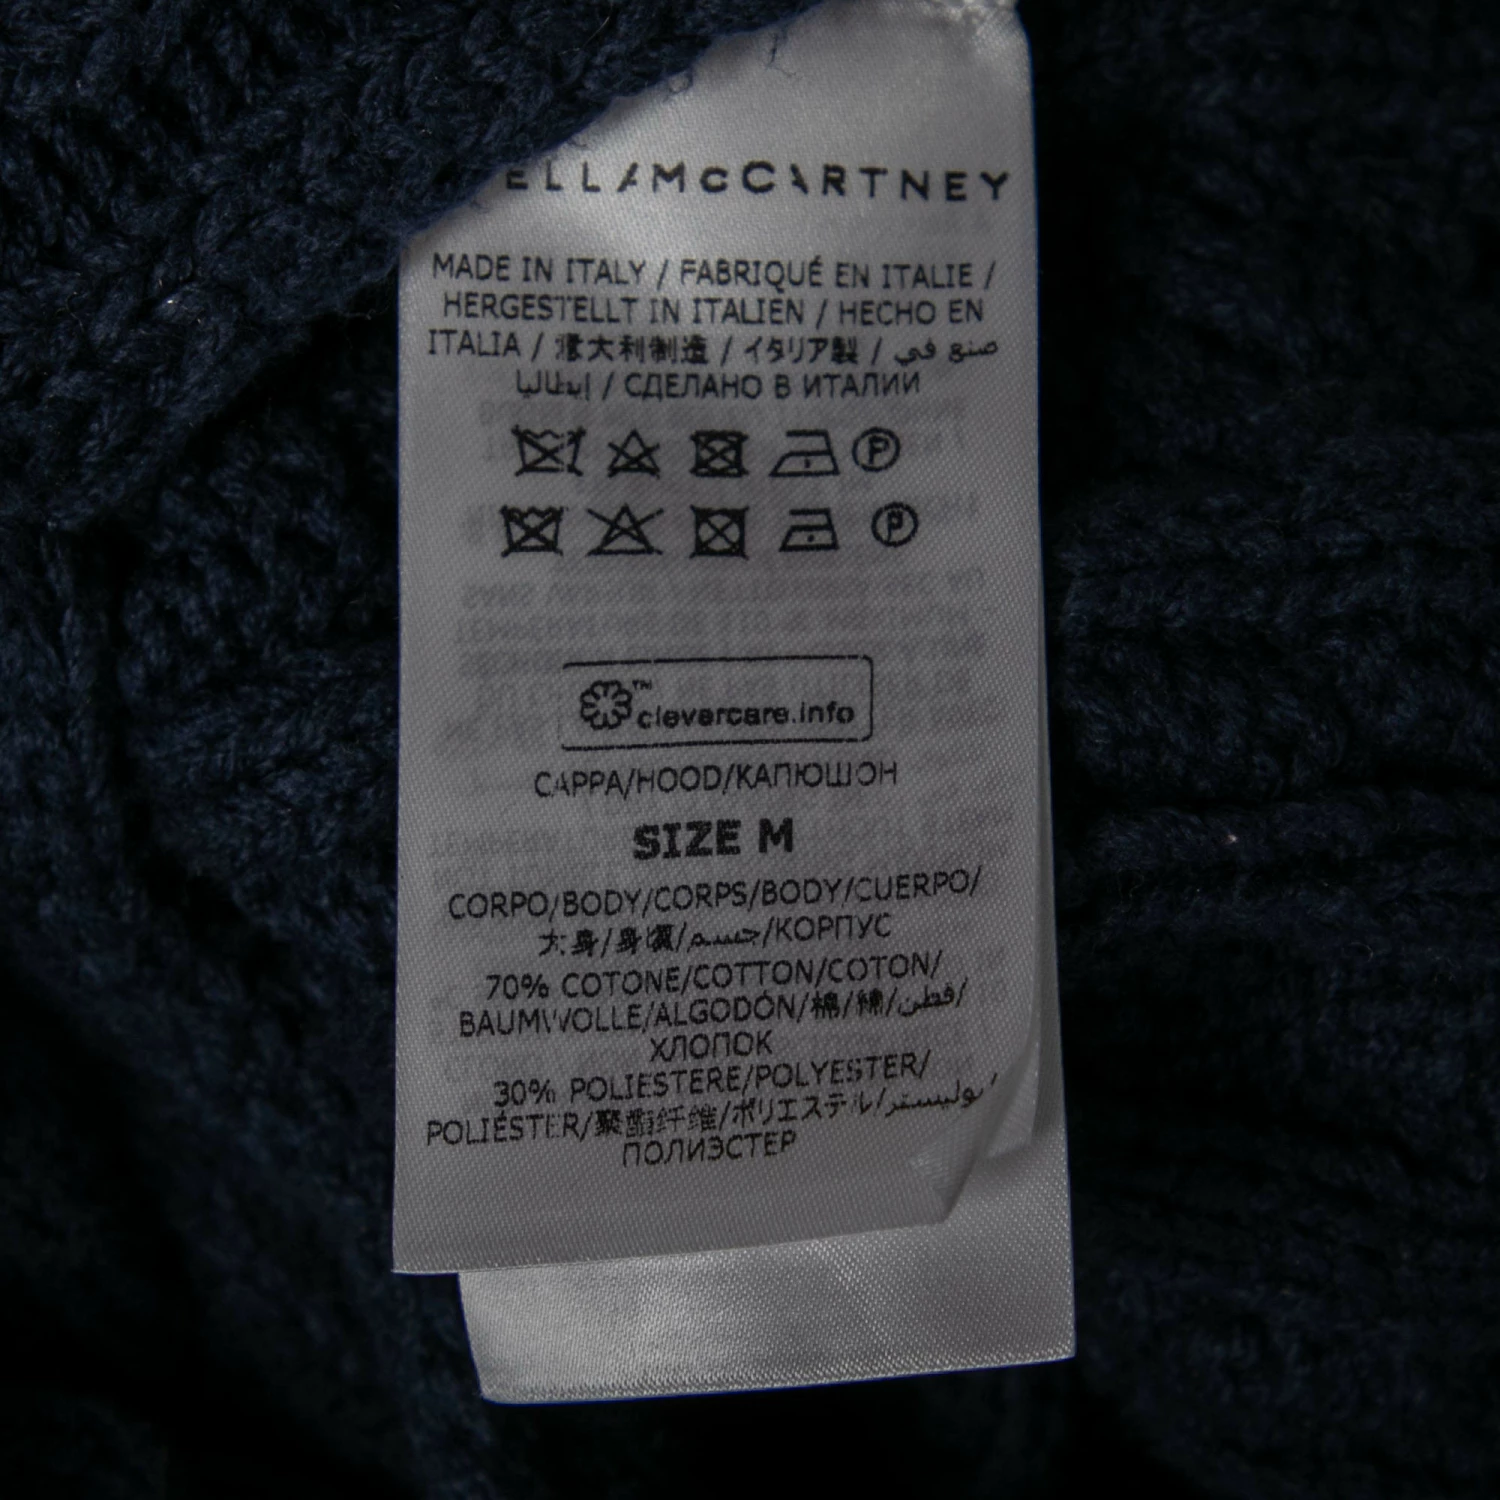 ELLAMcCARTNEY
MADE IN ITALY / FABRIQUÉ EN ITALIE /
HERGESTELLT IN ITALIEN / HECHO EN
ITALIA / 意大利制造 / イタリア製 / صنع في
إيطاليا / СДЕЛАНО В ИТАЛИИ
P
P
™
clevercare.info
CAPPA/HOOD/КАПЮШОН
SIZE M
CORPO/BODY/CORPS/BODY/CUERPO/
大身/身頃/جسم/КОРПУС
70% COTONE/COTTON/COTON/
BAUMWOLLE/ALGODÓN/棉/綿/قطن/
ХЛОПОК
30% POLIESTERE/POLYESTER/
POLIÉSTER/聚酯纤维/ポリエステル/بوليستر/
ПОЛИЭСТЕР